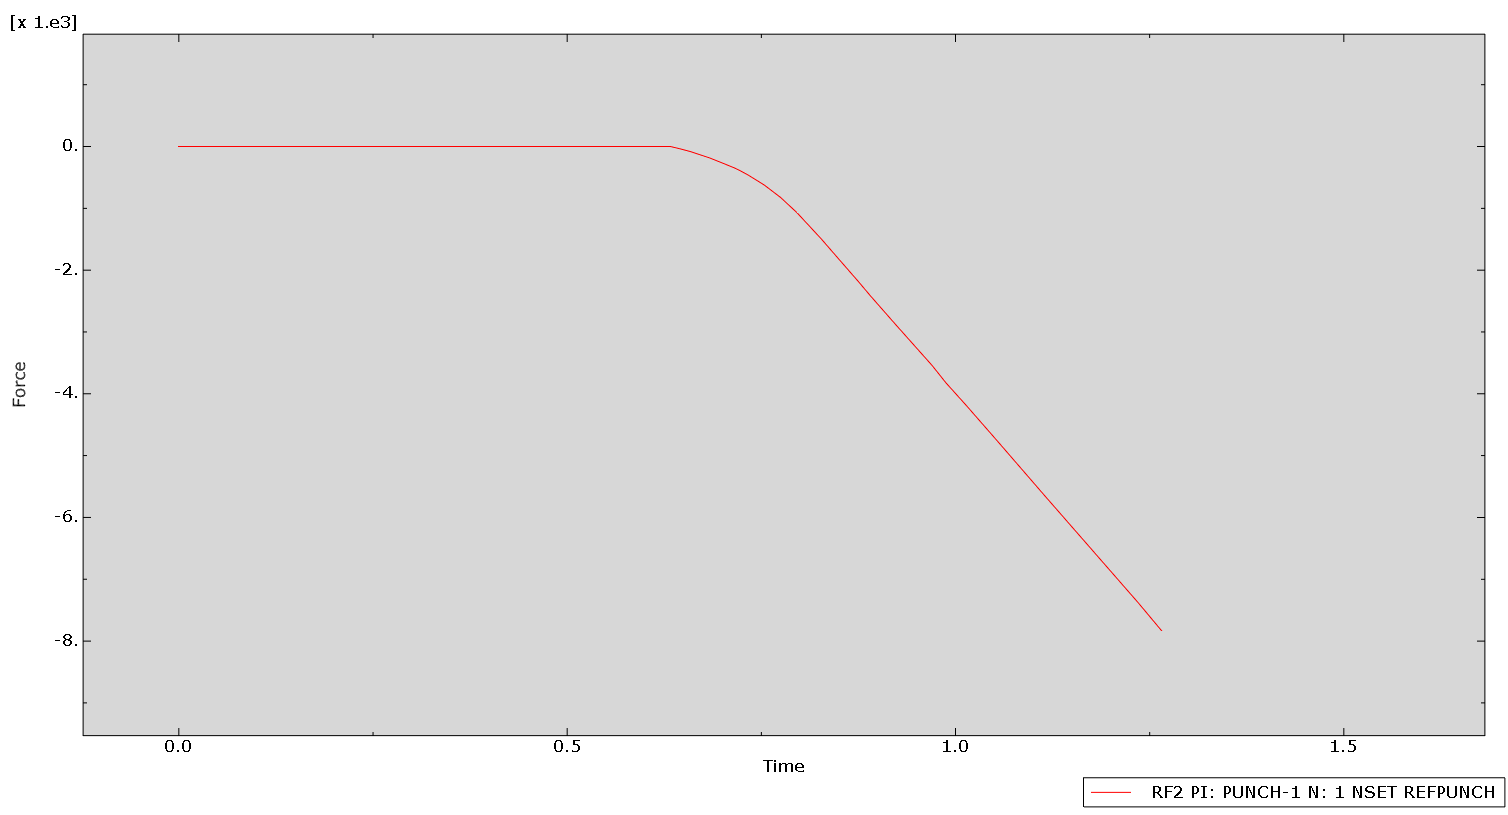 [x 1.e3]
0.
-2.
-4.
-6.
-8.
Force
0.0 0.5 1.0 1.5
Time
RF2 PI: PUNCH-1 N: 1 NSET REFPUNCH